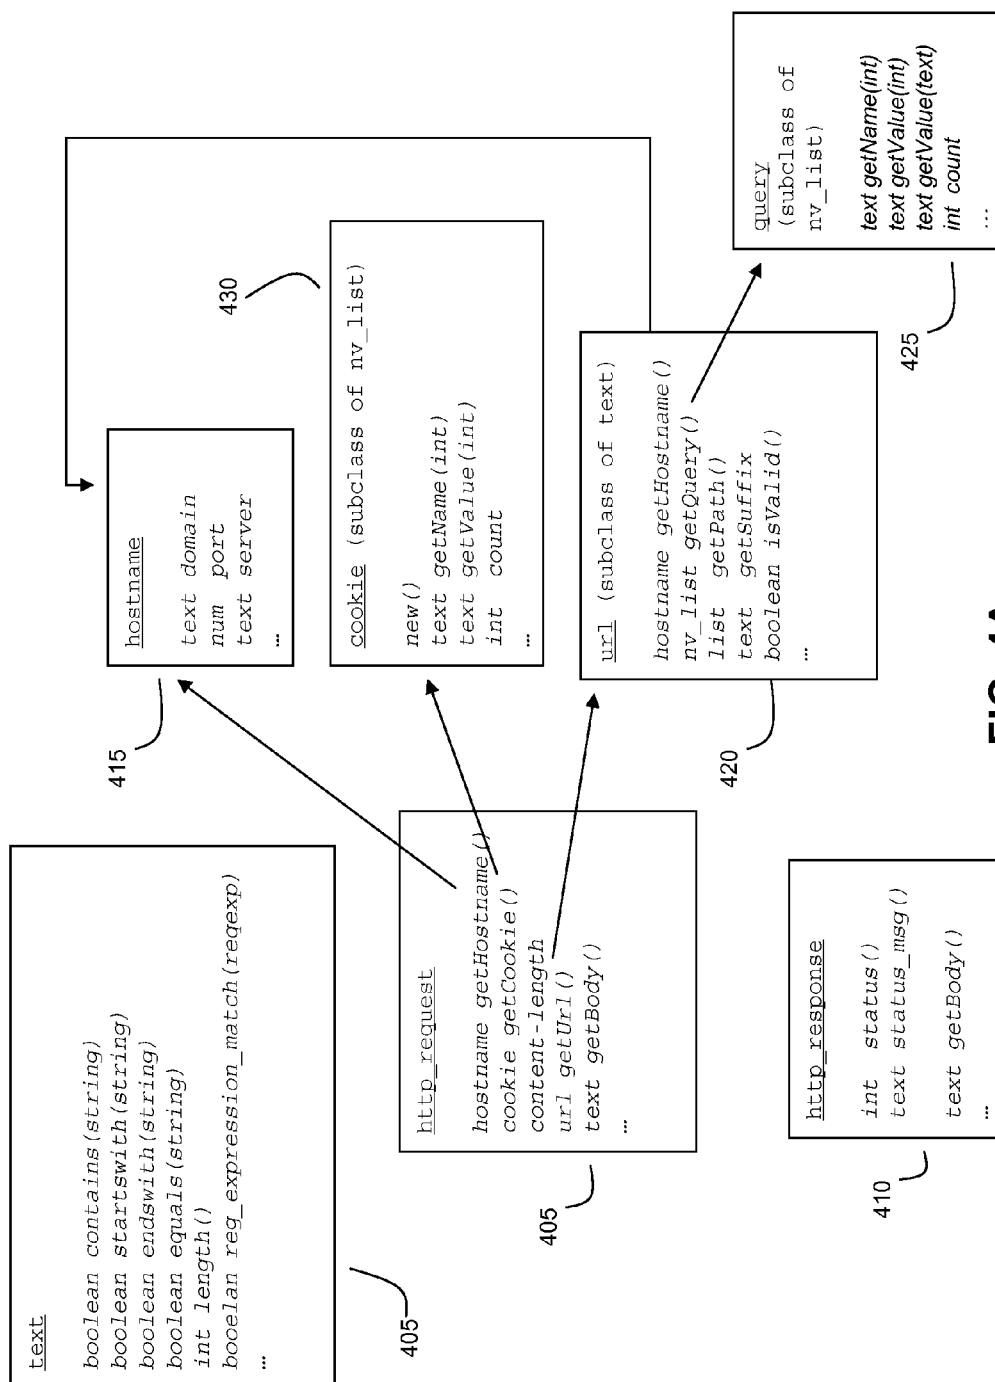 text
boolean contains(string)
boolean startswith(string)
boolean endswith(string)
boolean equals(string)
int length()
booelan reg_expression_match(reqexp)
…
405
http_request
hostname getHostname()
cookie getCookie()
content-length
url getUrl()
text getBody()
…
405
http_response
int status()
text status_msg()
text getBody()
…
410
hostname
text domain
num port
text server
…
415
cookie (subclass of nv_list)
new()
text getName(int)
text getValue(int)
int count
…
430
url (subclass of text)
hostname getHostname()
nv_list getQuery()
list getPath()
text getSuffix
boolean isValid()
…
420
query
(subclass of
nv_list)
text getName(int)
text getValue(int)
text getValue(text)
int count
...
425
FIG. 4A